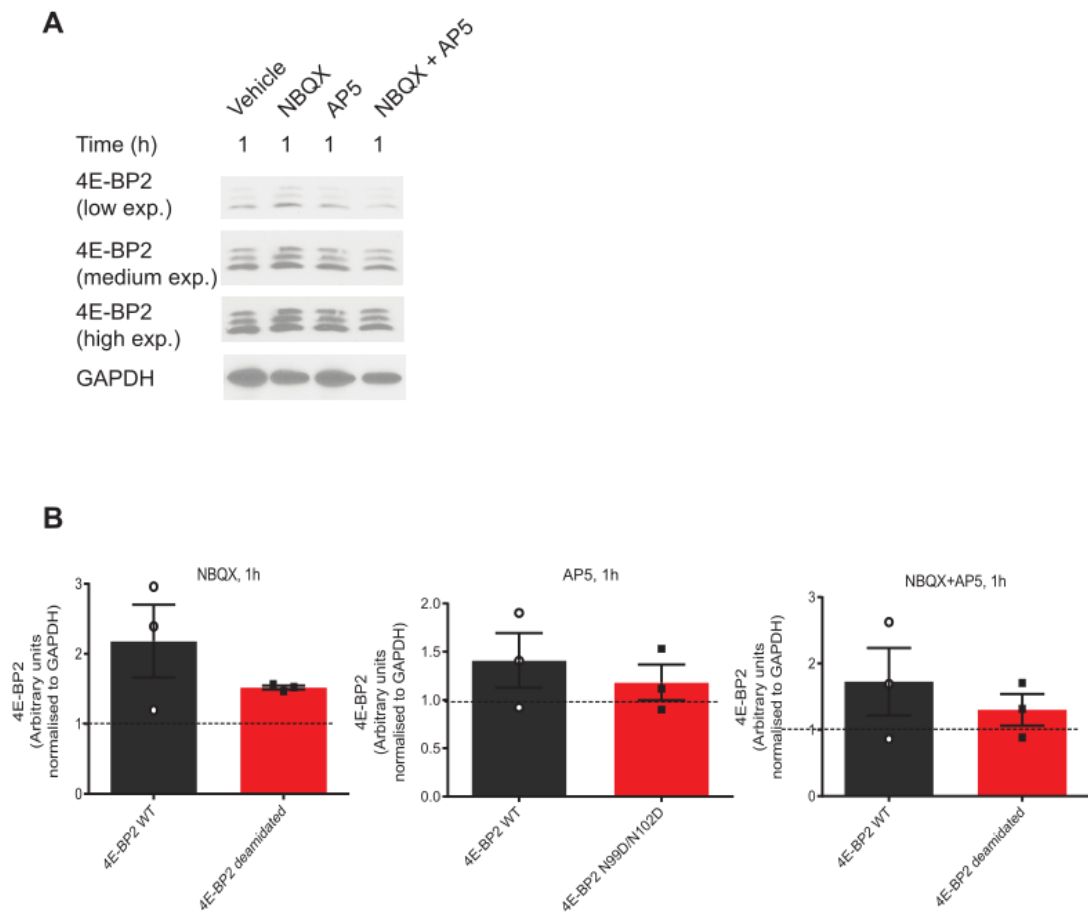 A
Vehicle
NBQX
AP5
NBQX + AP5
Time (h)
1 1 1 1
4E-BP2
(low exp.)
4E-BP2
(medium exp.)
4E-BP2
(high exp.)
GAPDH
B
NBQX, 1h
4E-BP2
(Arbitrary units
normalised to GAPDH)
3
2
1
0
4E-BP2 WT
4E-BP2 deamidated
AP5, 1h
4E-BP2
(Arbitrary units
normalised to GAPDH)
2.0
1.5
1.0
0.5
0.0
4E-BP2 WT
4E-BP2 N99D/N102D
NBQX+AP5, 1h
4E-BP2
(Arbitrary units
normalised to GAPDH)
3
2
1
0
4E-BP2 WT
4E-BP2 deamidated